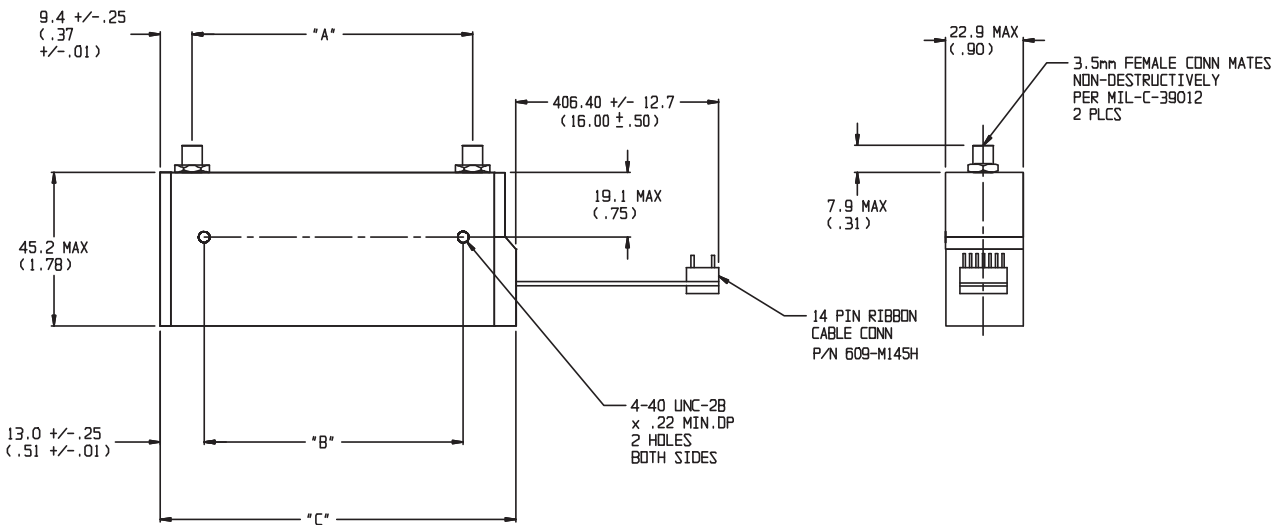 9.4 +/-.25
(.37
+/-.01)
"A"
22.9 MAX
(.90)
3.5mm FEMALE CONN MATES
NON-DESTRUCTIVELY
PER MIL-C-39012
2 PLCS
406.40 +/- 12.7
(16.00 ± .50)
19.1 MAX
(.75)
7.9 MAX
(.31)
45.2 MAX
(1.78)
14 PIN RIBBON
CABLE CONN
P/N 609-M145H
4-40 UNC-2B
x .22 MIN.DP
2 HOLES
BOTH SIDES
13.0 +/-.25
(.51 +/-.01)
"B"
"C"